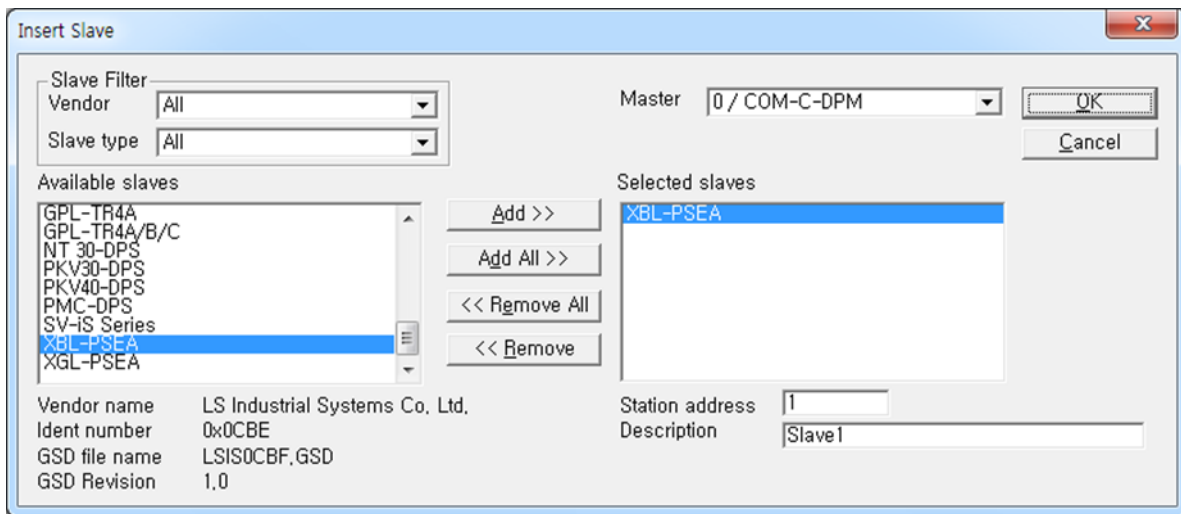 Insert Slave
Slave Filter
Vendor All
Slave type All
Master 0 / COM-C-DPM
OK
Cancel
Available slaves
GPL-TR4A
GPL-TR4A/B/C
NT 30-DPS
PKV30-DPS
PKV40-DPS
PMC-DPS
SV-iS Series
XBL-PSEA
XGL-PSEA
Add >>
Add All >>
<< Remove All
<< Remove
Selected slaves
XBL-PSEA
Vendor name LS Industrial Systems Co, Ltd,
Ident number 0x0CBE
GSD file name LSIS0CBF,GSD
GSD Revision 1,0
Station address 1
Description Slave1